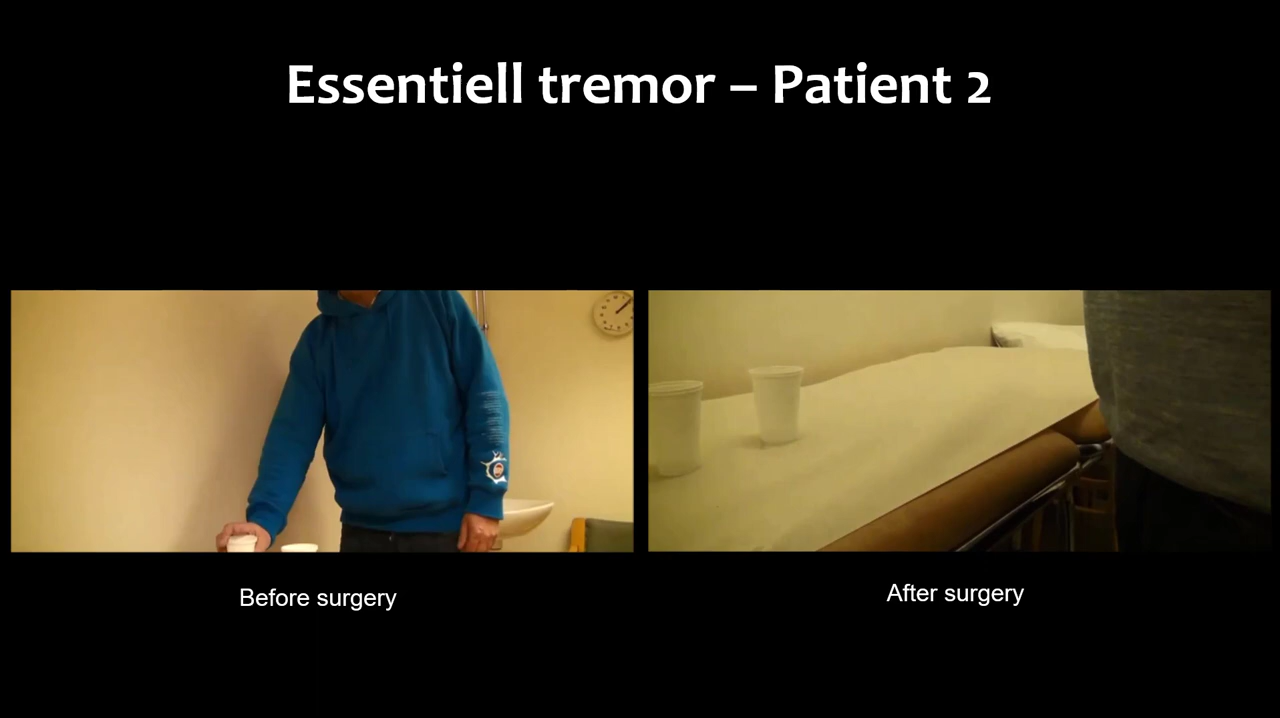 Essentiell tremor – Patient 2
Before surgery
After surgery